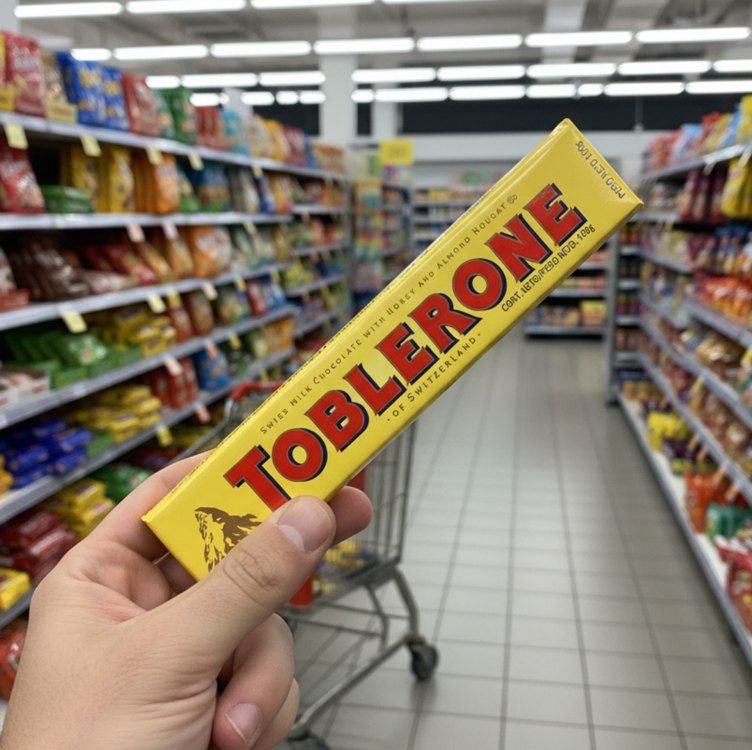 SWISS MILK CHOCOLATE WITH HONEY AND ALMOND NOUGAT ®
TOBLERONE
· OF SWITZERLAND ·